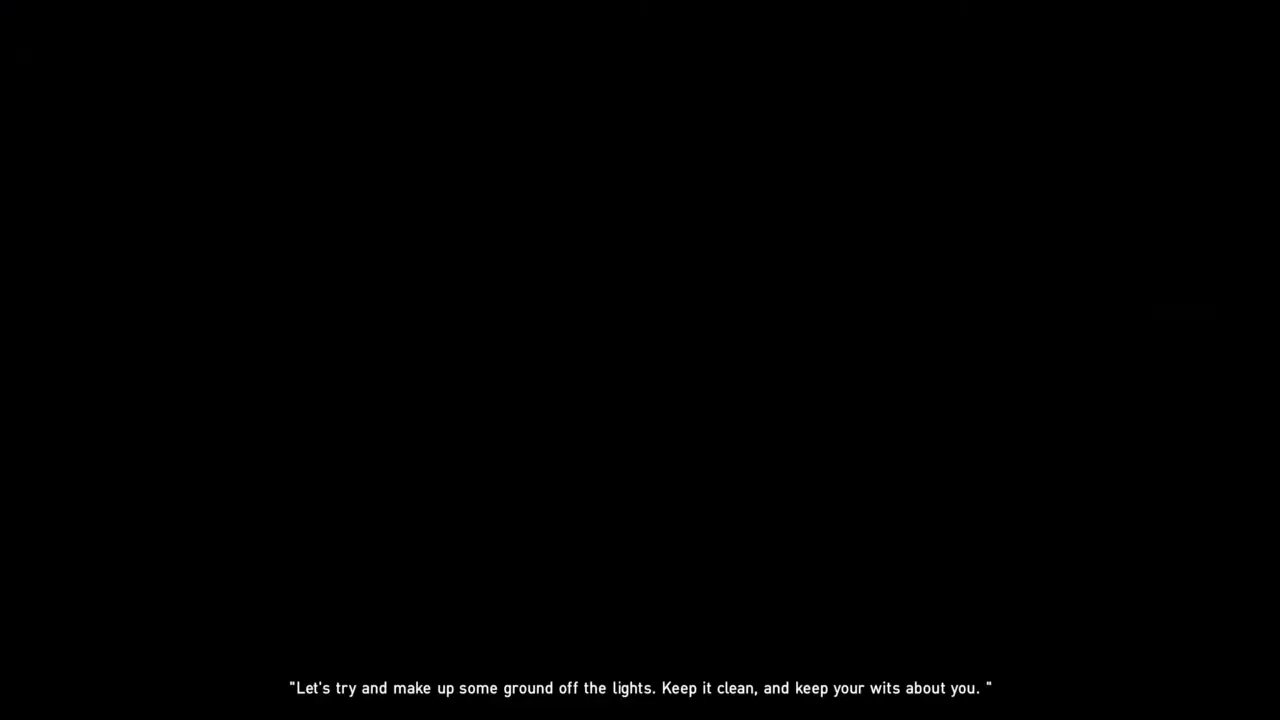 "Let's try and make up some ground off the lights. Keep it clean, and keep your wits about you. "